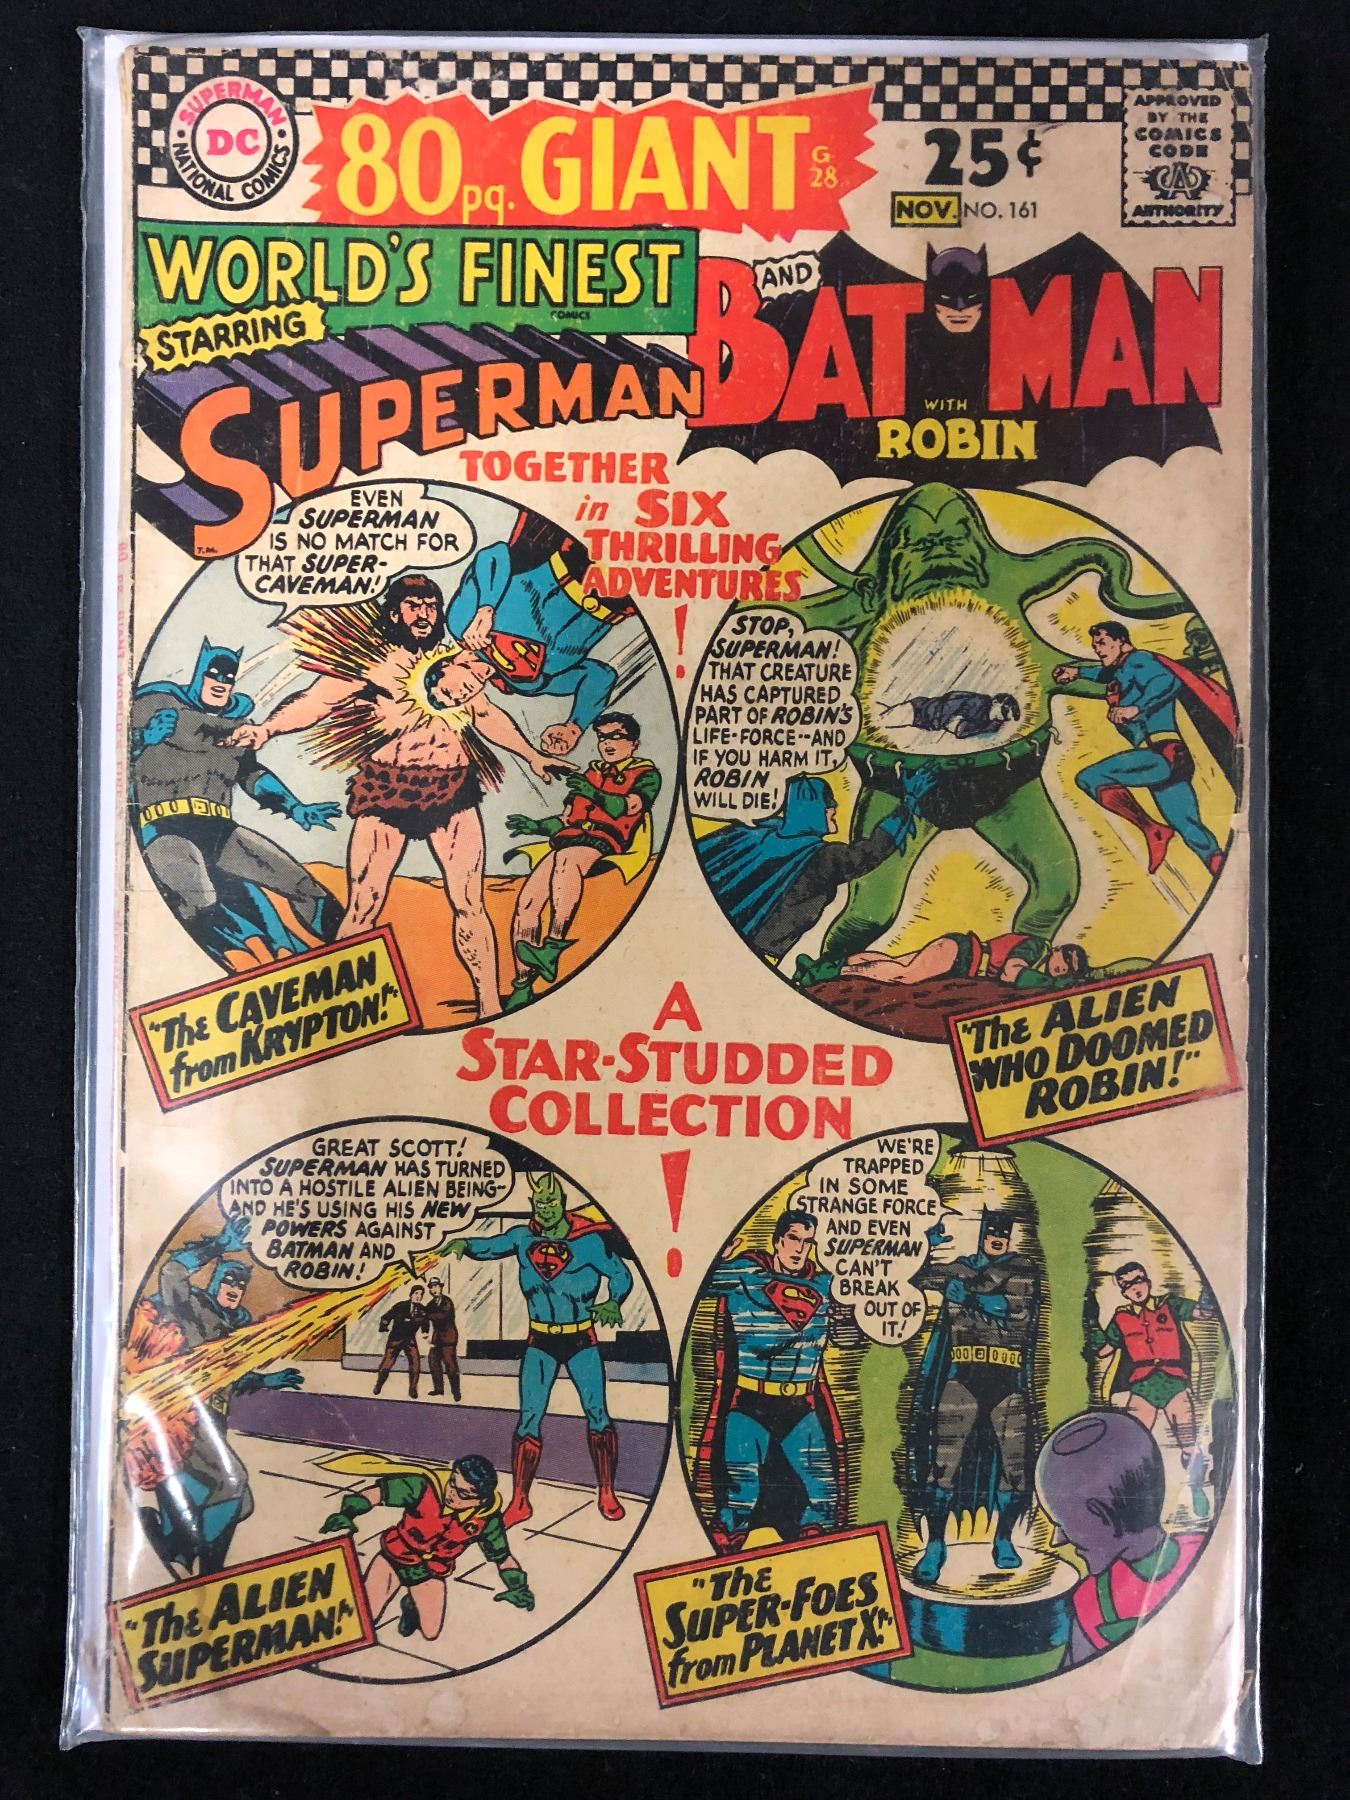 SUPERMAN
DC
NATIONAL COMICS
80 pg. GIANT
G
28
25¢
NOV. NO. 161
APPROVED
BY THE
COMICS
CODE
AUTHORITY
WORLD'S FINEST
COMICS
STARRING
SUPERMAN
T.M.
AND
BATMAN
WITH
ROBIN
TOGETHER
in SIX
THRILLING
ADVENTURES
!
EVEN
SUPERMAN
IS NO MATCH FOR
THAT SUPER-
CAVEMAN!
"The CAVEMAN
from KRYPTON!"
STOP,
SUPERMAN!
THAT CREATURE
HAS CAPTURED
PART OF ROBIN'S
LIFE-FORCE--AND
IF YOU HARM IT,
ROBIN
WILL DIE!
"The ALIEN
WHO DOOMED
ROBIN!"
A
STAR-STUDDED
COLLECTION
!
GREAT SCOTT!
SUPERMAN HAS TURNED
INTO A HOSTILE ALIEN BEING--
AND HE'S USING HIS NEW
POWERS AGAINST
BATMAN AND
ROBIN!
"The ALIEN
SUPERMAN!"
WE'RE
TRAPPED
IN SOME
STRANGE FORCE
AND EVEN
SUPERMAN
CAN'T
BREAK
OUT OF
IT!
"The
SUPER-FOES
from PLANET X!"